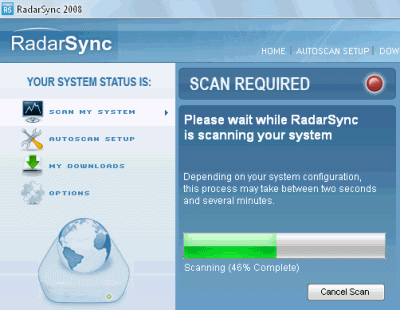 RadarSync 2008
RadarSync
HOME | AUTOSCAN SETUP | DOW
YOUR SYSTEM STATUS IS:
SCAN MY SYSTEM
AUTOSCAN SETUP
MY DOWNLOADS
OPTIONS
SCAN REQUIRED
Please wait while RadarSync
is scanning your system
Depending on your system configuration,
this process may take between two seconds
and several minutes.
Scanning (46% Complete)
Cancel Scan